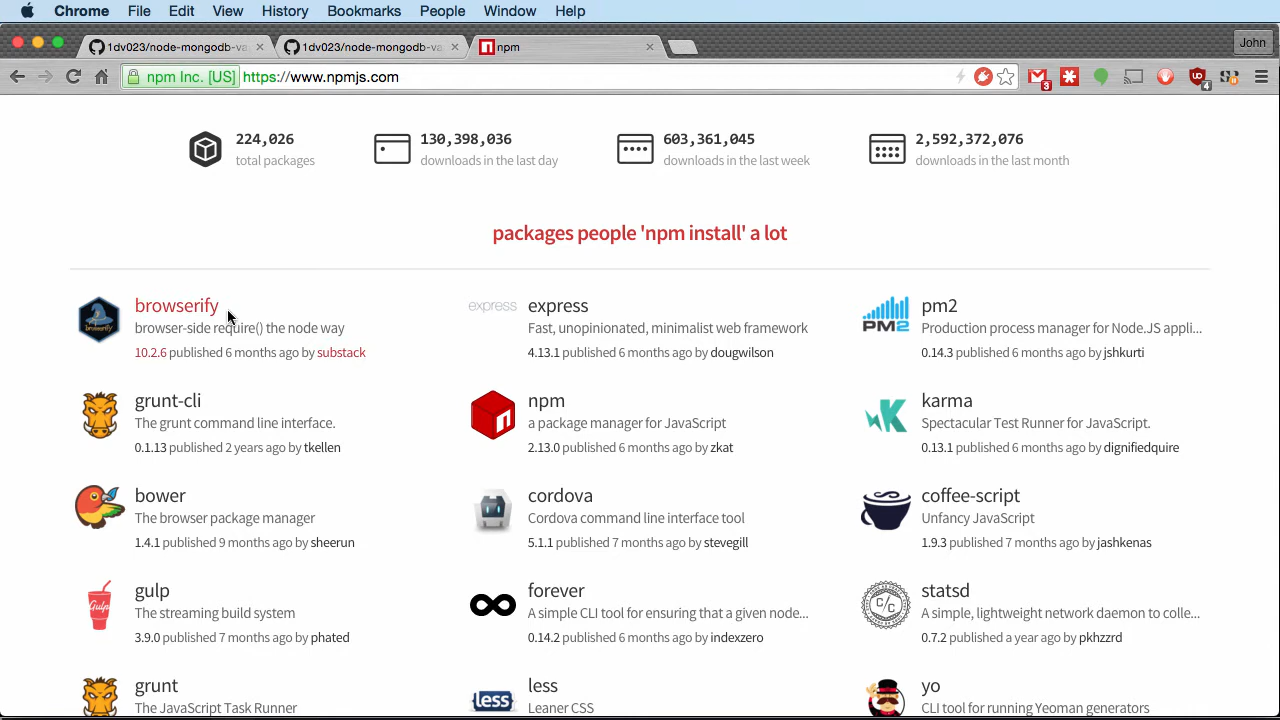 Chrome File Edit View History Bookmarks People Window Help
1dv023/node-mongodb-va 1dv023/node-mongodb-va npm John
npm Inc. [US] https://www.npmjs.com 3 4
224,026 130,398,036 603,361,045 2,592,372,076
total packages downloads in the last day downloads in the last week downloads in the last month
packages people 'npm install' a lot
browserify express express pm2
browser-side require() the node way Fast, unopinionated, minimalist web framework PM2 Production process manager for Node.JS appli...
10.2.6 published 6 months ago by substack 4.13.1 published 6 months ago by dougwilson 0.14.3 published 6 months ago by jshkurti
grunt-cli npm karma
The grunt command line interface. a package manager for JavaScript Spectacular Test Runner for JavaScript.
0.1.13 published 2 years ago by tkellen 2.13.0 published 6 months ago by zkat 0.13.1 published 6 months ago by dignifiedquire
bower cordova coffee-script
The browser package manager Cordova command line interface tool Unfancy JavaScript
1.4.1 published 9 months ago by sheerun 5.1.1 published 7 months ago by stevegill 1.9.3 published 7 months ago by jashkenas
gulp forever statsd
Gulp The streaming build system A simple CLI tool for ensuring that a given node... C/C A simple, lightweight network daemon to colle...
3.9.0 published 7 months ago by phated 0.14.2 published 6 months ago by indexzero 0.7.2 published a year ago by pkhzzrd
grunt less yo
The JavaScript Task Runner less Leaner CSS CLI tool for running Yeoman generators